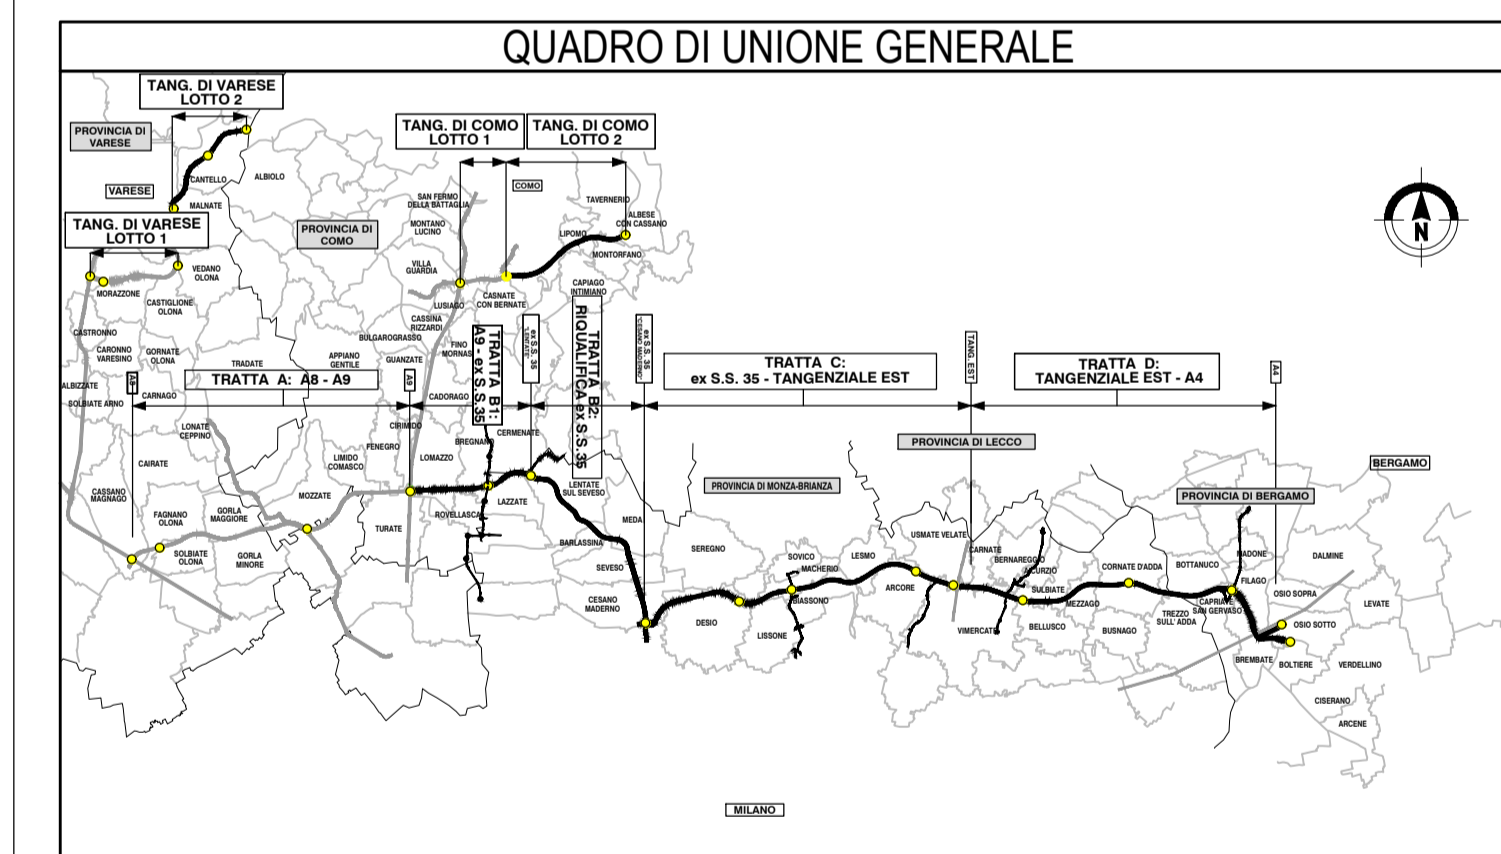 QUADRO DI UNIONE GENERALE
TANG. DI VARESE
LOTTO 2
PROVINCIA DI
VARESE
VARESE
CANTELLO
ALBIOLO
MALNATE
TANG. DI VARESE
LOTTO 1
VEDANO
OLONA
MORAZZONE
CASTIGLIONE
OLONA
PROVINCIA DI
COMO
TANG. DI COMO
LOTTO 1
TANG. DI COMO
LOTTO 2
COMO
SAN FERMO
DELLA BATTAGLIA
MONTANO
LUCINO
TAVERNERIO
ALBESE
CON CASSANO
LIPOMO
MONTORFANO
VILLA
GUARDIA
CAPIAGO
INTIMIANO
LUSIAGO
CASNATE
CON BERNATE
CASSINA
RIZZARDI
BULGAROGRASSO
FINO
MORNAS
CASTRONNO
CARONNO
VARESINO
GORNATE
OLONA
TRADATE
APPIANO
GENTILE
GUANZATE
ALBIZZATE
SOLBIATE ARNO
CARNAGO
A8
TRATTA A: A8 - A9
A9
CADORAGO
TRATTA B1:
A9 - ex S.S.35
ex S.S. 35
"LENTATE"
TRATTA B2:
RIQUALIFICA ex S.S.35
ex S.S. 35
"CESANO MADERNO"
TRATTA C:
ex S.S. 35 - TANGENZIALE EST
TANG. EST
TRATTA D:
TANGENZIALE EST - A4
A4
N
LONATE
CEPPINO
CIRIMIDO
FENEGRO
CERMENATE
BREGNANO
LOMAZZO
LIMIDO
COMASCO
CAIRATE
CASSANO
MAGNAGO
MOZZATE
FAGNANO
OLONA
GORLA
MAGGIORE
SOLBIATE
OLONA
GORLA
MINORE
TURATE
ROVELLASCA
LAZZATE
LENTATE
SUL SEVESO
MEDA
BARLASSINA
SEVESO
CESANO
MADERNO
PROVINCIA DI LECCO
PROVINCIA DI MONZA-BRIANZA
BERGAMO
PROVINCIA DI BERGAMO
SEREGNO
SOVICO
MACHERIO
LESMO
USMATE VELATE
CARNATE
BERNAREGGIO
CORNATE D'ADDA
BOTTANUCO
MADONE
DALMINE
FILAGO
ARCORE
SULBIATE
MEZZAGO
BIASSONO
DESIO
LISSONE
VIMERCATE
BELLUSCO
BUSNAGO
TREZZO
SULL' ADDA
CAPRIATE
SAN GERVASO
OSIO SOPRA
LEVATE
OSIO SOTTO
BREMBATE
BOLTIERE
VERDELLINO
CISERANO
ARCENE
MILANO